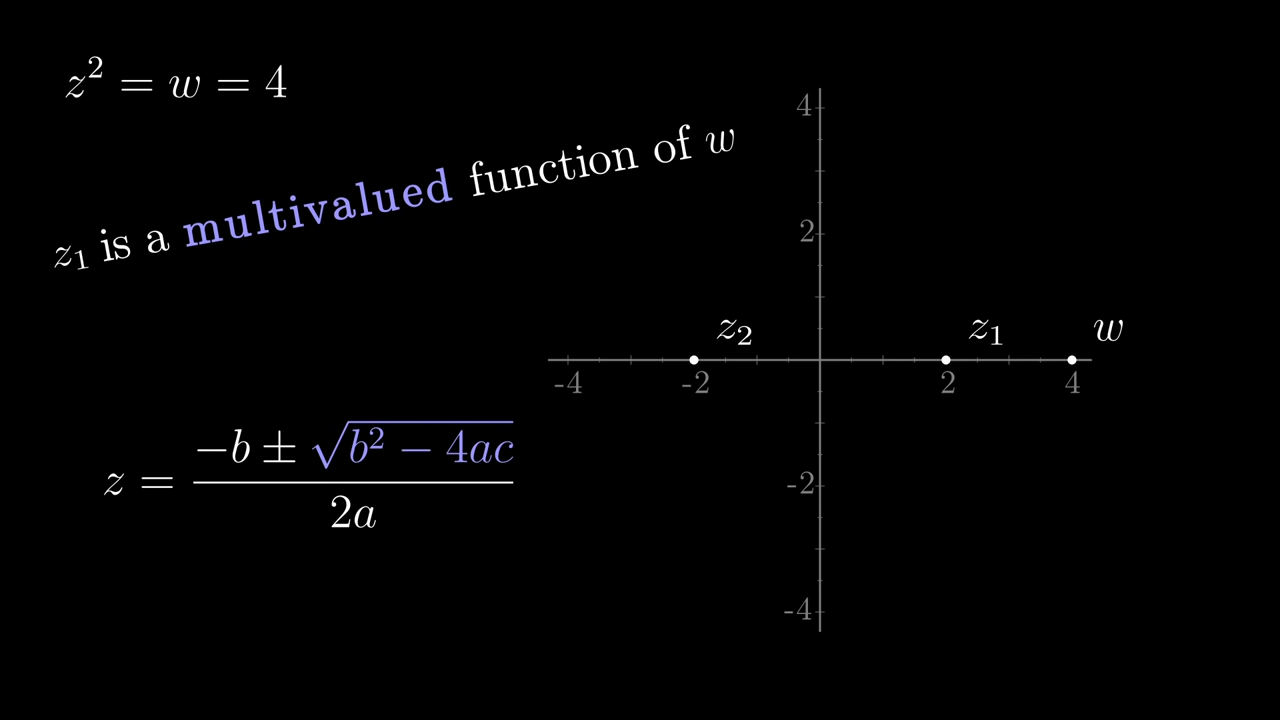 z² = w = 4
z₁ is a multivalued function of w
z = (−b ± √(b² − 4ac)) / 2a
4
2
z₂ z₁ w
-4 -2 2 4
-2
-4